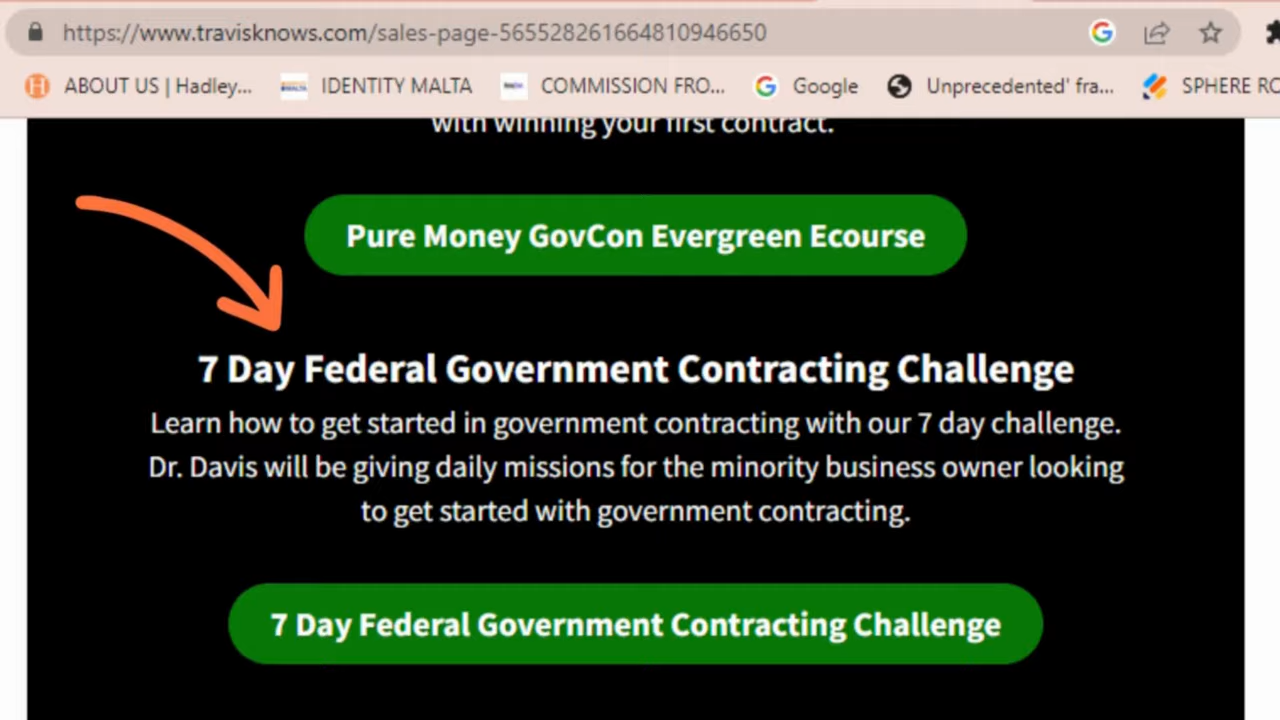 https://www.travisknows.com/sales-page-565528261664810946650
ABOUT US | Hadley... IDENTITY MALTA COMMISSION FRO... Google Unprecedented' fra... SPHERE RO
with winning your first contract.
Pure Money GovCon Evergreen Ecourse
7 Day Federal Government Contracting Challenge
Learn how to get started in government contracting with our 7 day challenge.
Dr. Davis will be giving daily missions for the minority business owner looking
to get started with government contracting.
7 Day Federal Government Contracting Challenge